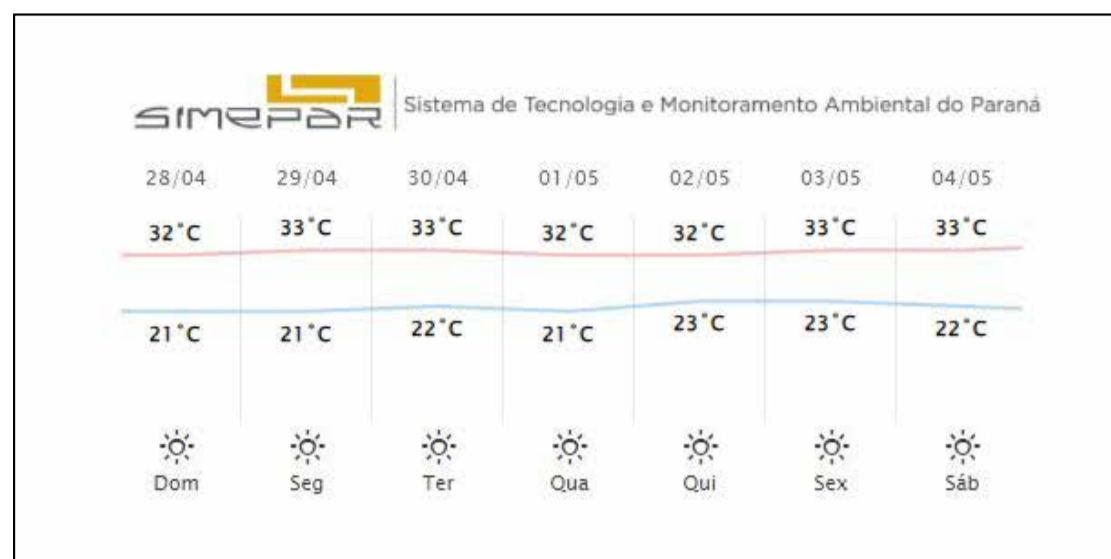 SIMEPAR
Sistema de Tecnologia e Monitoramento Ambiental do Paraná
28/04 29/04 30/04 01/05 02/05 03/05 04/05
32°C 33°C 33°C 32°C 32°C 33°C 33°C
21°C 21°C 22°C 21°C 23°C 23°C 22°C
Dom Seg Ter Qua Qui Sex Sáb